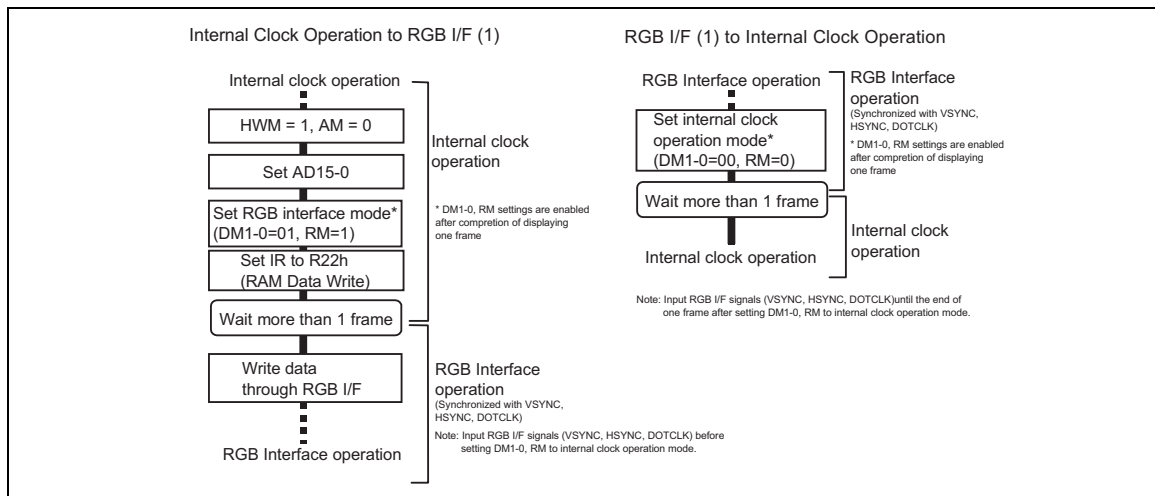 Internal Clock Operation to RGB I/F (1)
Internal clock operation
HWM = 1, AM = 0
Set AD15-0
Set RGB interface mode*
(DM1-0=01, RM=1)
Set IR to R22h
(RAM Data Write)
Wait more than 1 frame
Write data
through RGB I/F
RGB Interface operation
Internal clock
operation
* DM1-0, RM settings are enabled
after compretion of displaying
one frame
RGB Interface
operation
(Synchronized with VSYNC,
HSYNC, DOTCLK)
Note: Input RGB I/F signals (VSYNC, HSYNC, DOTCLK) before
setting DM1-0, RM to internal clock operation mode.
RGB I/F (1) to Internal Clock Operation
RGB Interface operation
Set internal clock
operation mode*
(DM1-0=00, RM=0)
Wait more than 1 frame
Internal clock operation
RGB Interface
operation
(Synchronized with VSYNC,
HSYNC, DOTCLK)
* DM1-0, RM settings are enabled
after compretion of displaying
one frame
Internal clock
operation
Note: Input RGB I/F signals (VSYNC, HSYNC, DOTCLK)until the end of
one frame after setting DM1-0, RM to internal clock operation mode.